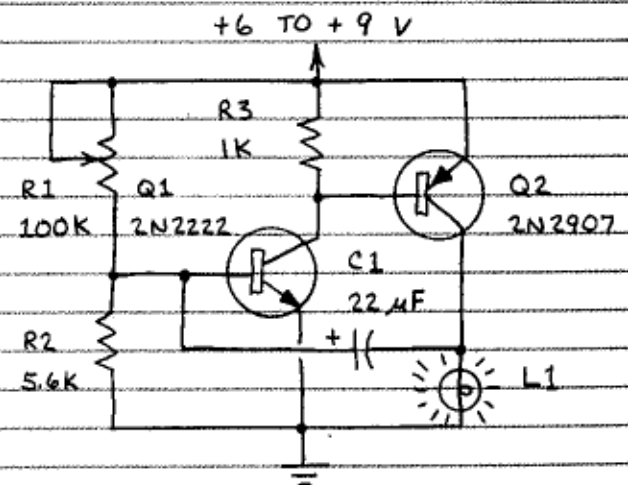 +6 TO +9 V
R3
1K
R1
100K
Q1
2N2222
Q2
2N2907
C1
22 µF
+
R2
5.6K
L1